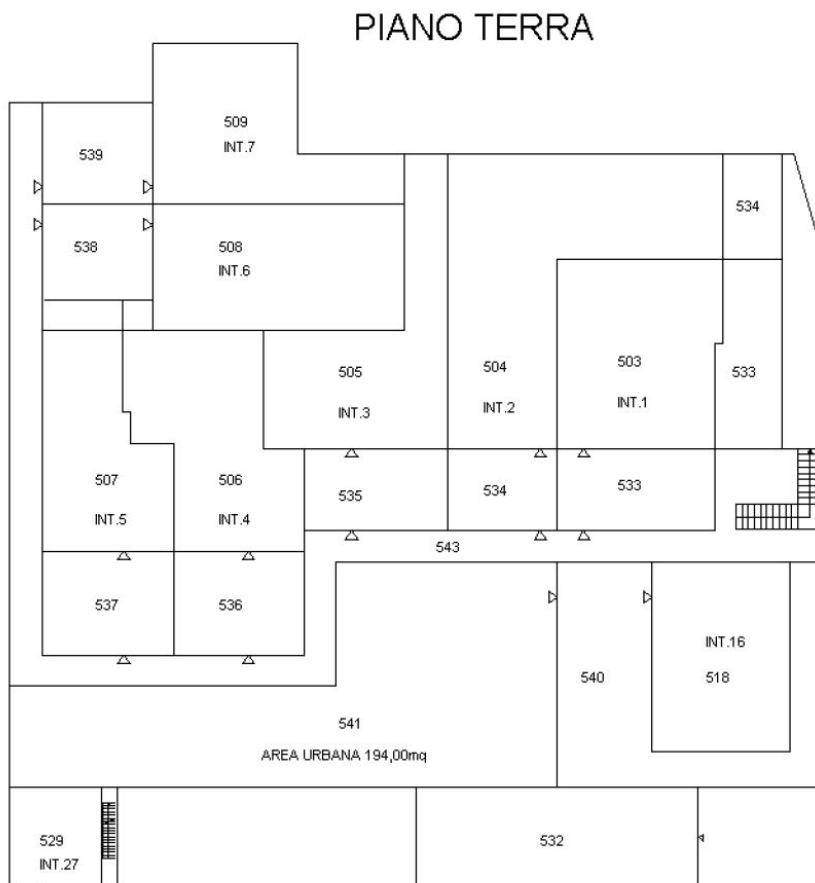 PIANO TERRA
509
INT.7
539
534
538
508
INT.6
505
INT.3
504
INT.2
503
INT.1
533
507
INT.5
506
INT.4
535
534
533
543
537
536
INT.16
518
540
541
AREA URBANA 194,00mq
529
INT.27
532